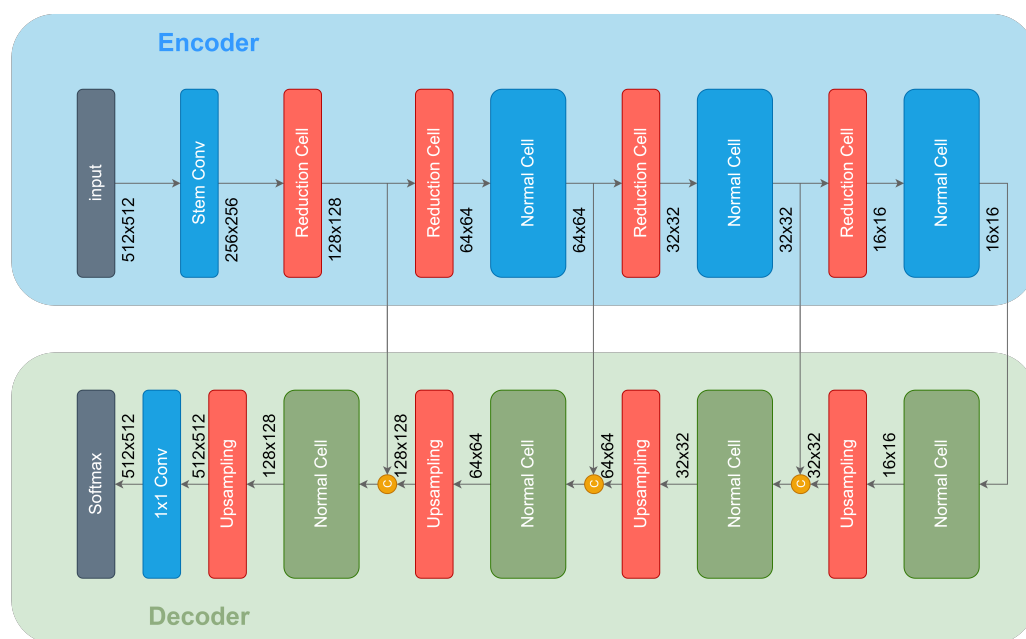 Encoder
input
512x512
Stem Conv
256x256
Reduction Cell
128x128
Reduction Cell
64x64
Normal Cell
64x64
Reduction Cell
32x32
Normal Cell
32x32
Reduction Cell
16x16
Normal Cell
16x16
Softmax
512x512
1x1 Conv
512x512
Upsampling
128x128
Normal Cell
C
128x128
Upsampling
64x64
Normal Cell
C
64x64
Upsampling
32x32
Normal Cell
C
32x32
Upsampling
16x16
Normal Cell
Decoder